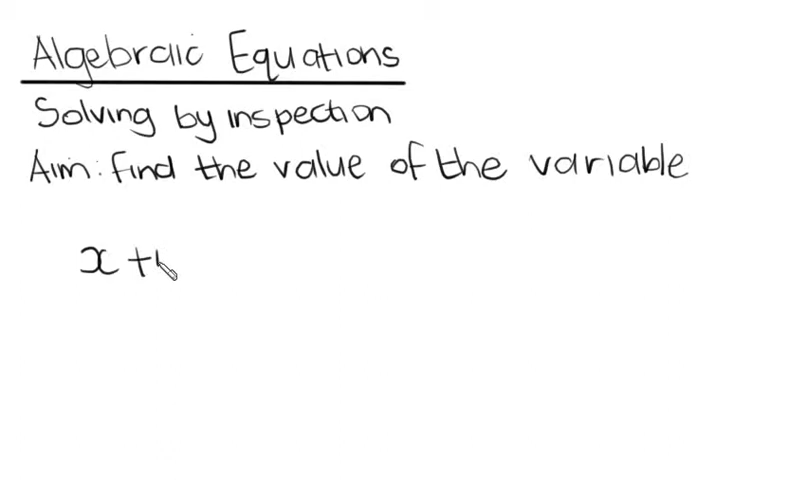 Algebraic Equations
Solving by inspection
Aim: find the value of the variable
x +